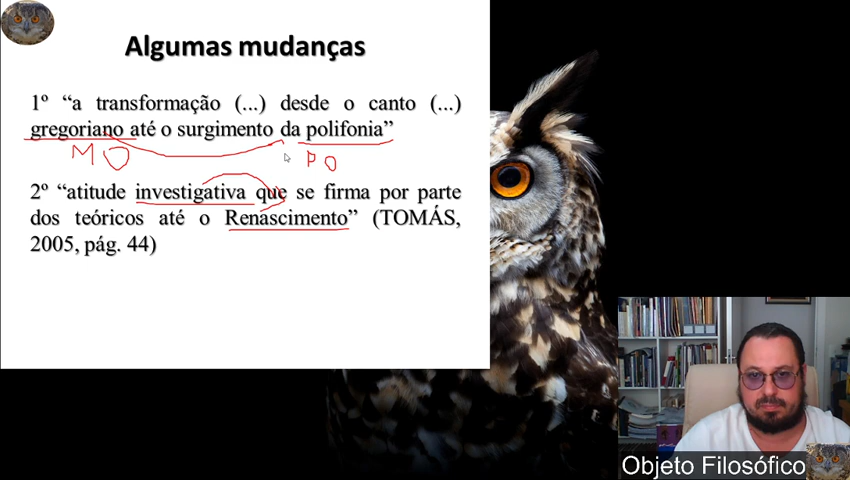 Algumas mudanças
1º “a transformação (...) desde o canto (...)
gregoriano até o surgimento da polifonia”
MO PO
2º “atitude investigativa que se firma por parte
dos teóricos até o Renascimento” (TOMÁS,
2005, pág. 44)
Objeto Filosófico